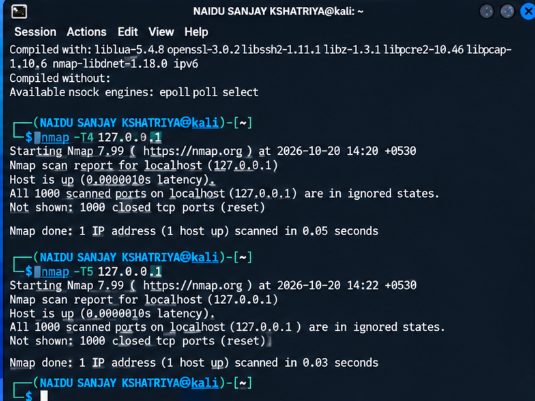 NAIDU SANJAY KSHATRIYA@kali: ~
Session Actions Edit View Help
Compiled with: liblua-5.4.8 openssl-3.0.2 libssh2-1.11.1 libz-1.3.1 libpcre2-10.46 libpcap-
1.10.6 nmap-libdnet-1.18.0 ipv6
Compiled without:
Available nsock engines: epoll poll select
┌──(NAIDU SANJAY KSHATRIYA@kali)-[~]
└─$ nmap -T4 127.0.0.1
Starting Nmap 7.99 ( https://nmap.org ) at 2026-10-20 14:20 +0530
Nmap scan report for localhost (127.0.0.1)
Host is up (0.0000010s latency).
All 1000 scanned ports on localhost (127.0.0.1) are in ignored states.
Not shown: 1000 closed tcp ports (reset)
Nmap done: 1 IP address (1 host up) scanned in 0.05 seconds
┌──(NAIDU SANJAY KSHATRIYA@kali)-[~]
└─$ nmap -T5 127.0.0.1
Starting Nmap 7.99 ( https://nmap.org ) at 2026-10-20 14:22 +0530
Nmap scan report for localhost (127.0.0.1)
Host is up (0.0000010s latency).
All 1000 scanned ports on localhost (127.0.0.1 ) are in ignored states.
Not shown: 1000 closed tcp ports (reset)
Nmap done: 1 IP address (1 host up) scanned in 0.03 seconds
┌──(NAIDU SANJAY KSHATRIYA@kali)-[~]
└─$